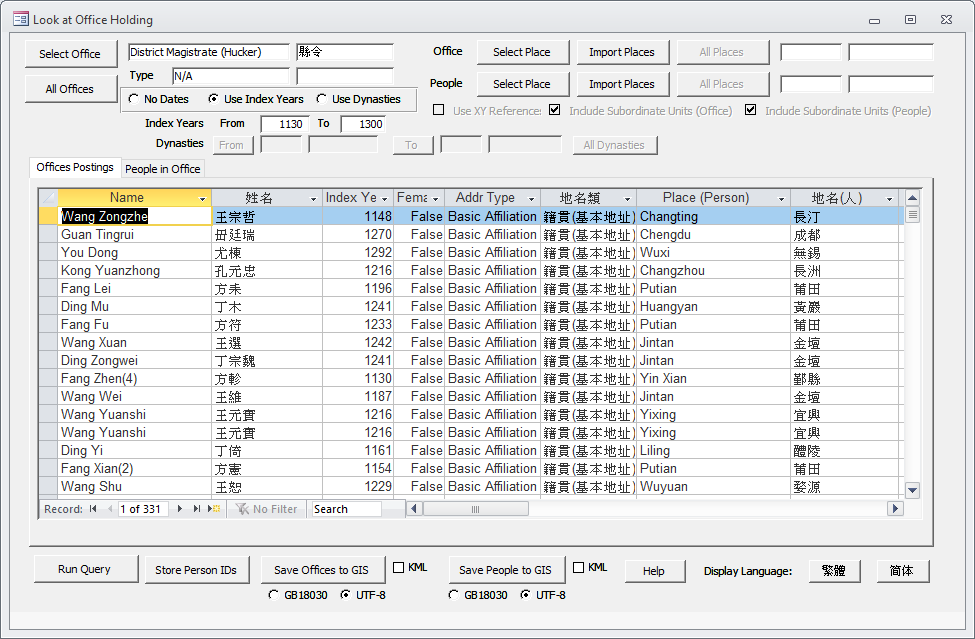 Look at Office Holding
Select Office District Magistrate (Hucker) 縣令 Office Select Place Import Places All Places
Type N/A People Select Place Import Places All Places
All Offices
No Dates Use Index Years Use Dynasties
Use XY Reference: Include Subordinate Units (Office) Include Subordinate Units (People)
Index Years From 1130 To 1300
Dynasties From To All Dynasties
Offices Postings People in Office
Name 姓名 Index Ye Fema Addr Type 地名類 Place (Person) 地名(人)
Wang Zongzhe 王宗哲 1148 False Basic Affiliation 籍貫(基本地址) Changting 長汀
Guan Tingrui 毌廷瑞 1270 False Basic Affiliation 籍貫(基本地址) Chengdu 成都
You Dong 尤棟 1292 False Basic Affiliation 籍貫(基本地址) Wuxi 無錫
Kong Yuanzhong 孔元忠 1216 False Basic Affiliation 籍貫(基本地址) Changzhou 長洲
Fang Lei 方耒 1196 False Basic Affiliation 籍貫(基本地址) Putian 莆田
Ding Mu 丁木 1241 False Basic Affiliation 籍貫(基本地址) Huangyan 黃巖
Fang Fu 方符 1233 False Basic Affiliation 籍貫(基本地址) Putian 莆田
Wang Xuan 王選 1242 False Basic Affiliation 籍貫(基本地址) Jintan 金壇
Ding Zongwei 丁宗魏 1241 False Basic Affiliation 籍貫(基本地址) Jintan 金壇
Fang Zhen(4) 方軫 1130 False Basic Affiliation 籍貫(基本地址) Yin Xian 鄞縣
Wang Wei 王維 1187 False Basic Affiliation 籍貫(基本地址) Jintan 金壇
Wang Yuanshi 王元實 1216 False Basic Affiliation 籍貫(基本地址) Yixing 宜興
Wang Yuanshi 王元實 1216 False Basic Affiliation 籍貫(基本地址) Yixing 宜興
Ding Yi 丁倚 1161 False Basic Affiliation 籍貫(基本地址) Liling 醴陵
Fang Xian(2) 方憲 1154 False Basic Affiliation 籍貫(基本地址) Putian 莆田
Wang Shu 王恕 1229 False Basic Affiliation 籍貫(基本地址) Wuyuan 婺源
Record: 1 of 331 No Filter Search
Run Query Store Person IDs Save Offices to GIS KML Save People to GIS KML Help Display Language: 繁體 简体
GB18030 UTF-8 GB18030 UTF-8